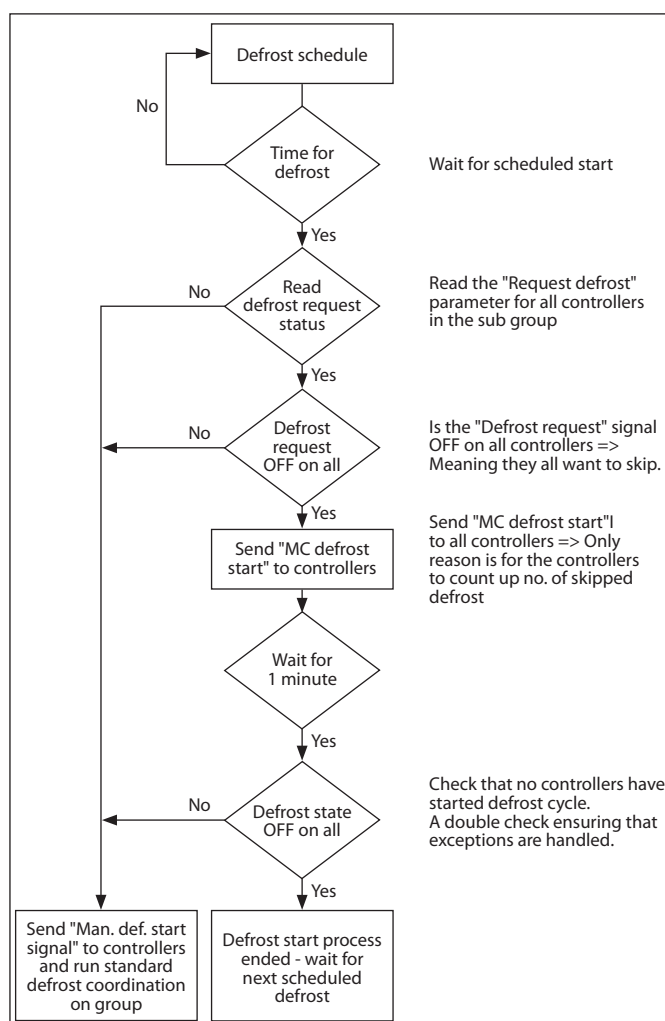 Defrost schedule
No
Time for
defrost
Wait for scheduled start
Yes
No
Read
defrost request
status
Read the "Request defrost"
parameter for all controllers
in the sub group
Yes
No
Defrost
request
OFF on all
Is the "Defrost request" signal
OFF on all controllers =>
Meaning they all want to skip.
Yes
Send "MC defrost
start" to controllers
Send "MC defrost start"l
to all controllers => Only
reason is for the controllers
to count up no. of skipped
defrost
Wait for
1 minute
Yes
No
Defrost state
OFF on all
Check that no controllers have
started defrost cycle.
A double check ensuring that
exceptions are handled.
Yes
Send "Man. def. start
signal" to controllers
and run standard
defrost coordination
on group
Defrost start process
ended - wait for
next scheduled
defrost